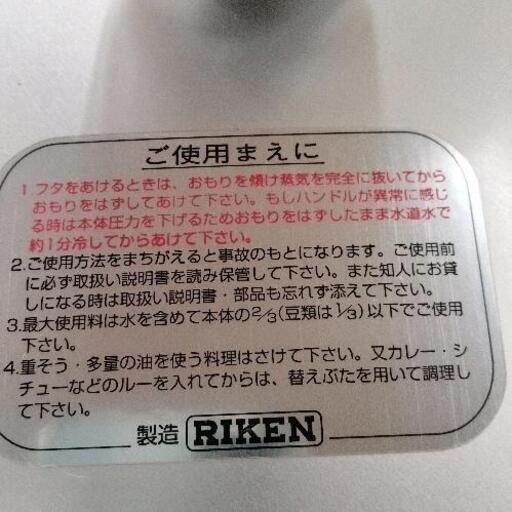 ご使用まえに
1.フタをあけるときは、おもりを傾け蒸気を完全に抜いてから
おもりをはずしてあけて下さい。もしハンドルが異常に感じ
る時は本体圧力を下げるためおもりをはずしたまま水道水で
約1分冷してからあけて下さい。
2.ご使用方法をまちがえると事故のもとになります。ご使用前
に必ず取扱い説明書を読み保管して下さい。また知人にお貸
しになる時は取扱い説明書・部品も忘れず添えて下さい。
3.最大使用料は水を含めて本体の2/3(豆類は1/3)以下でご使用
下さい。
4.重そう・多量の油を使う料理はさけて下さい。又カレー・シ
チューなどのルーを入れてからは、替えぶたを用いて調理し
て下さい。
製造 RIKEN